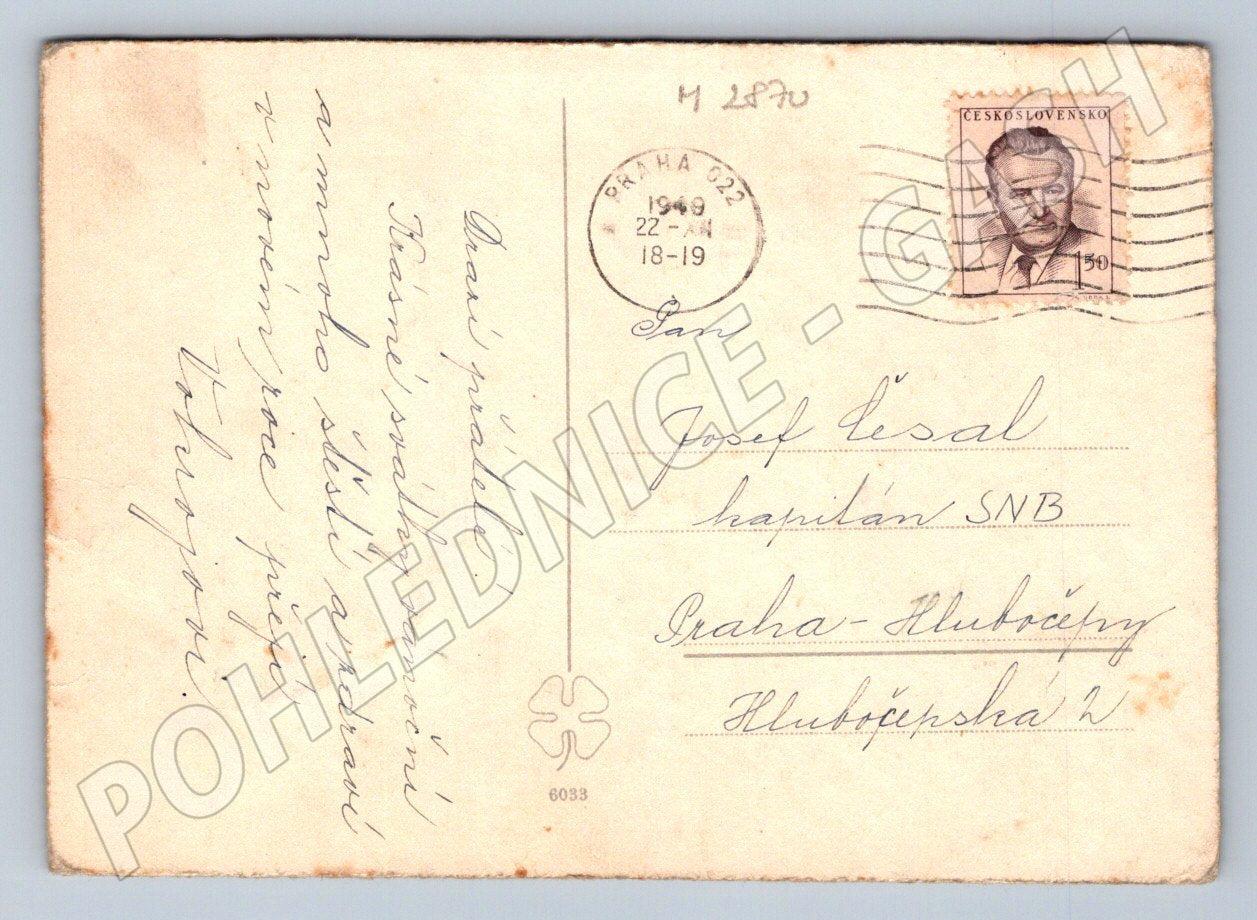 M 2870
PRAHA 022
1949
22-XII
18-19
ČESKOSLOVENSKO
1 50
Drazí přátelé!
Krásné svátky vánoční
a mnoho štěstí a zdraví
v novém roce přejí
Pan
Josef Česal
kapitán SNB
Praha-Hlubočepy
Hlubočepská 2
6033
POHLEDNICE - GASH